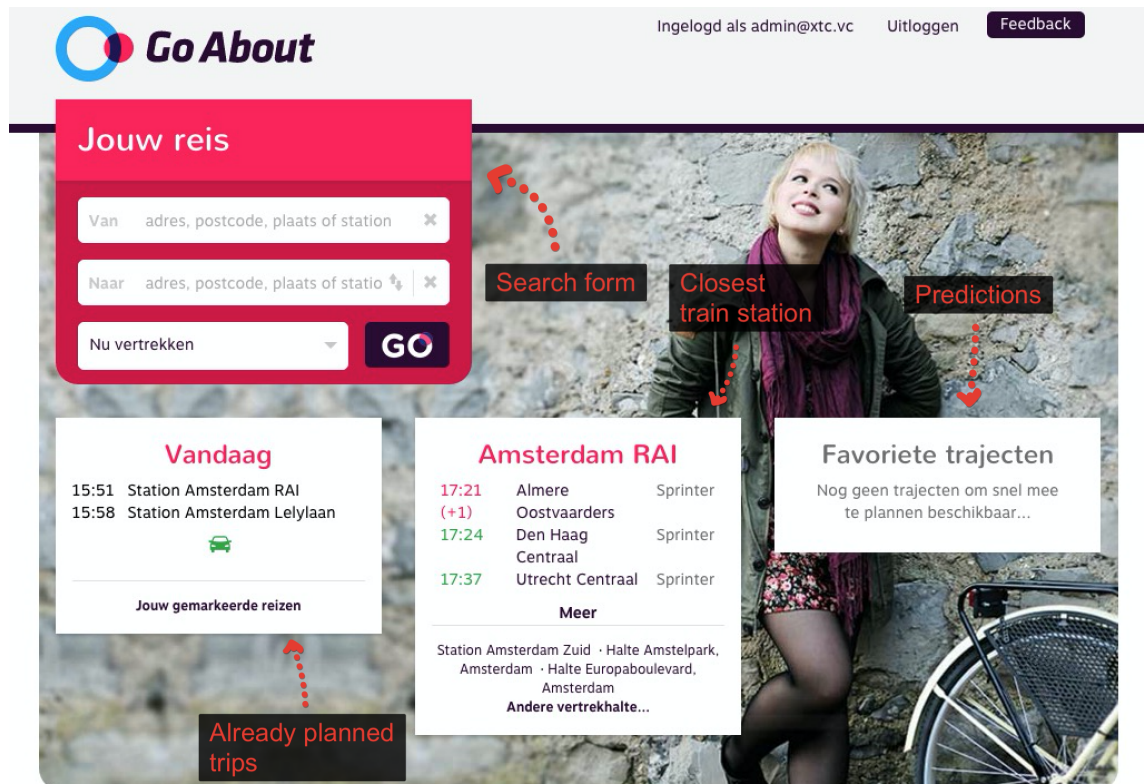 Go About
Ingelogd als admin@xtc.vc Uitloggen Feedback
Jouw reis
Van adres, postcode, plaats of station
Naar adres, postcode, plaats of statio
Nu vertrekken GO
Search form
Closest
train station
Predictions
Vandaag
15:51 Station Amsterdam RAI
15:58 Station Amsterdam Lelylaan
Jouw gemarkeerde reizen
Already planned
trips
Amsterdam RAI
17:21 Almere Sprinter
(+1) Oostvaarders
17:24 Den Haag Sprinter
Centraal
17:37 Utrecht Centraal Sprinter
Meer
Station Amsterdam Zuid · Halte Amstelpark,
Amsterdam · Halte Europaboulevard,
Amsterdam
Andere vertrekhalte...
Favoriete trajecten
Nog geen trajecten om snel mee
te plannen beschikbaar...